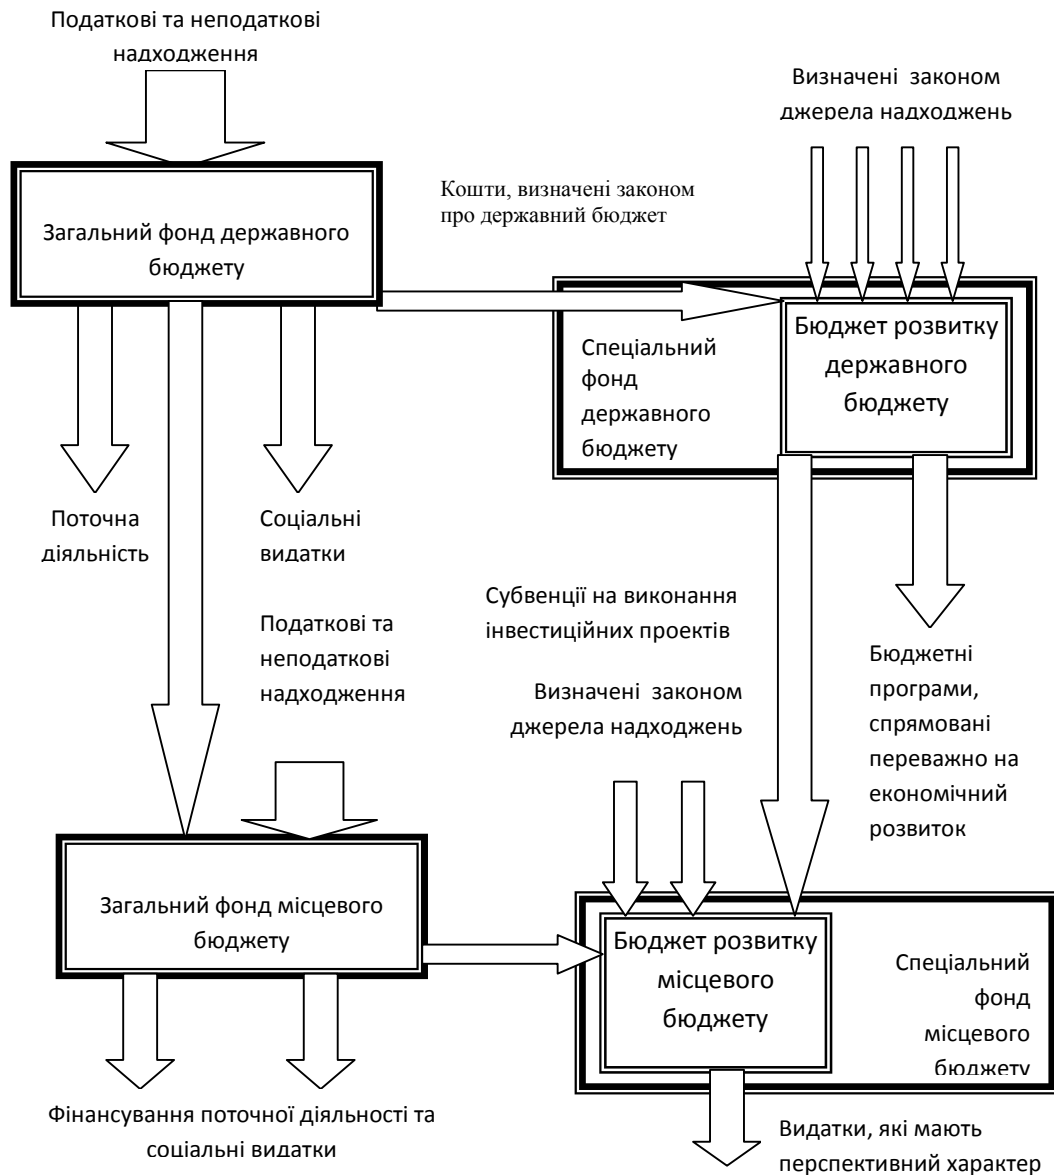 Податкові та неподаткові
надходження
Визначені законом
джерела надходжень
Кошти, визначені законом
про державний бюджет
Загальний фонд державного
бюджету
Бюджет розвитку
державного
бюджету
Спеціальний
фонд
державного
бюджету
Поточна
діяльність
Соціальні
видатки
Субвенції на виконання
інвестиційних проектів
Податкові та
неподаткові
надходження
Бюджетні
програми,
спрямовані
переважно на
економічний
розвиток
Визначені законом
джерела надходжень
Загальний фонд місцевого
бюджету
Бюджет розвитку
місцевого
бюджету
Спеціальний
фонд
місцевого
бюджету
Фінансування поточної діяльності та
соціальні видатки
Видатки, які мають
перспективний характер